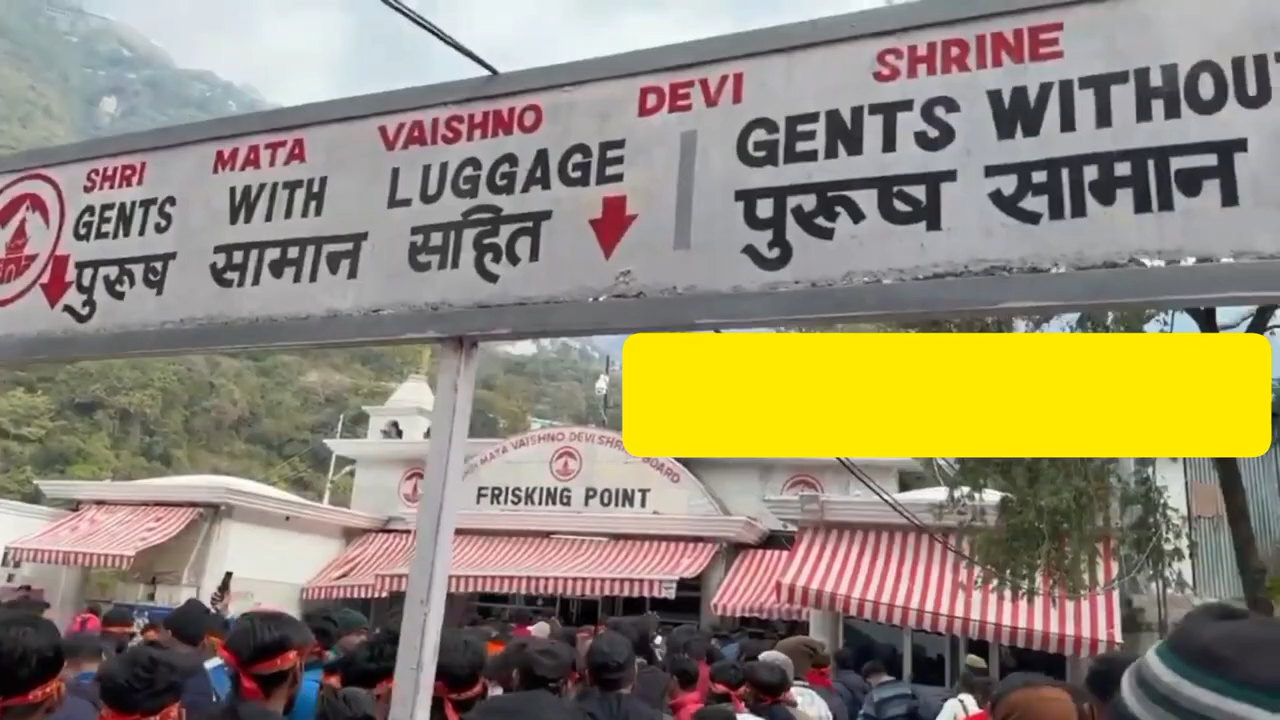 SHRI MATA VAISHNO DEVI SHRINE
GENTS WITH LUGGAGE
पुरूष सामान सहित
GENTS WITHOUT
पुरूष सामान
MATA VAISHNO DEVI SHRINE BOARD
FRISKING POINT